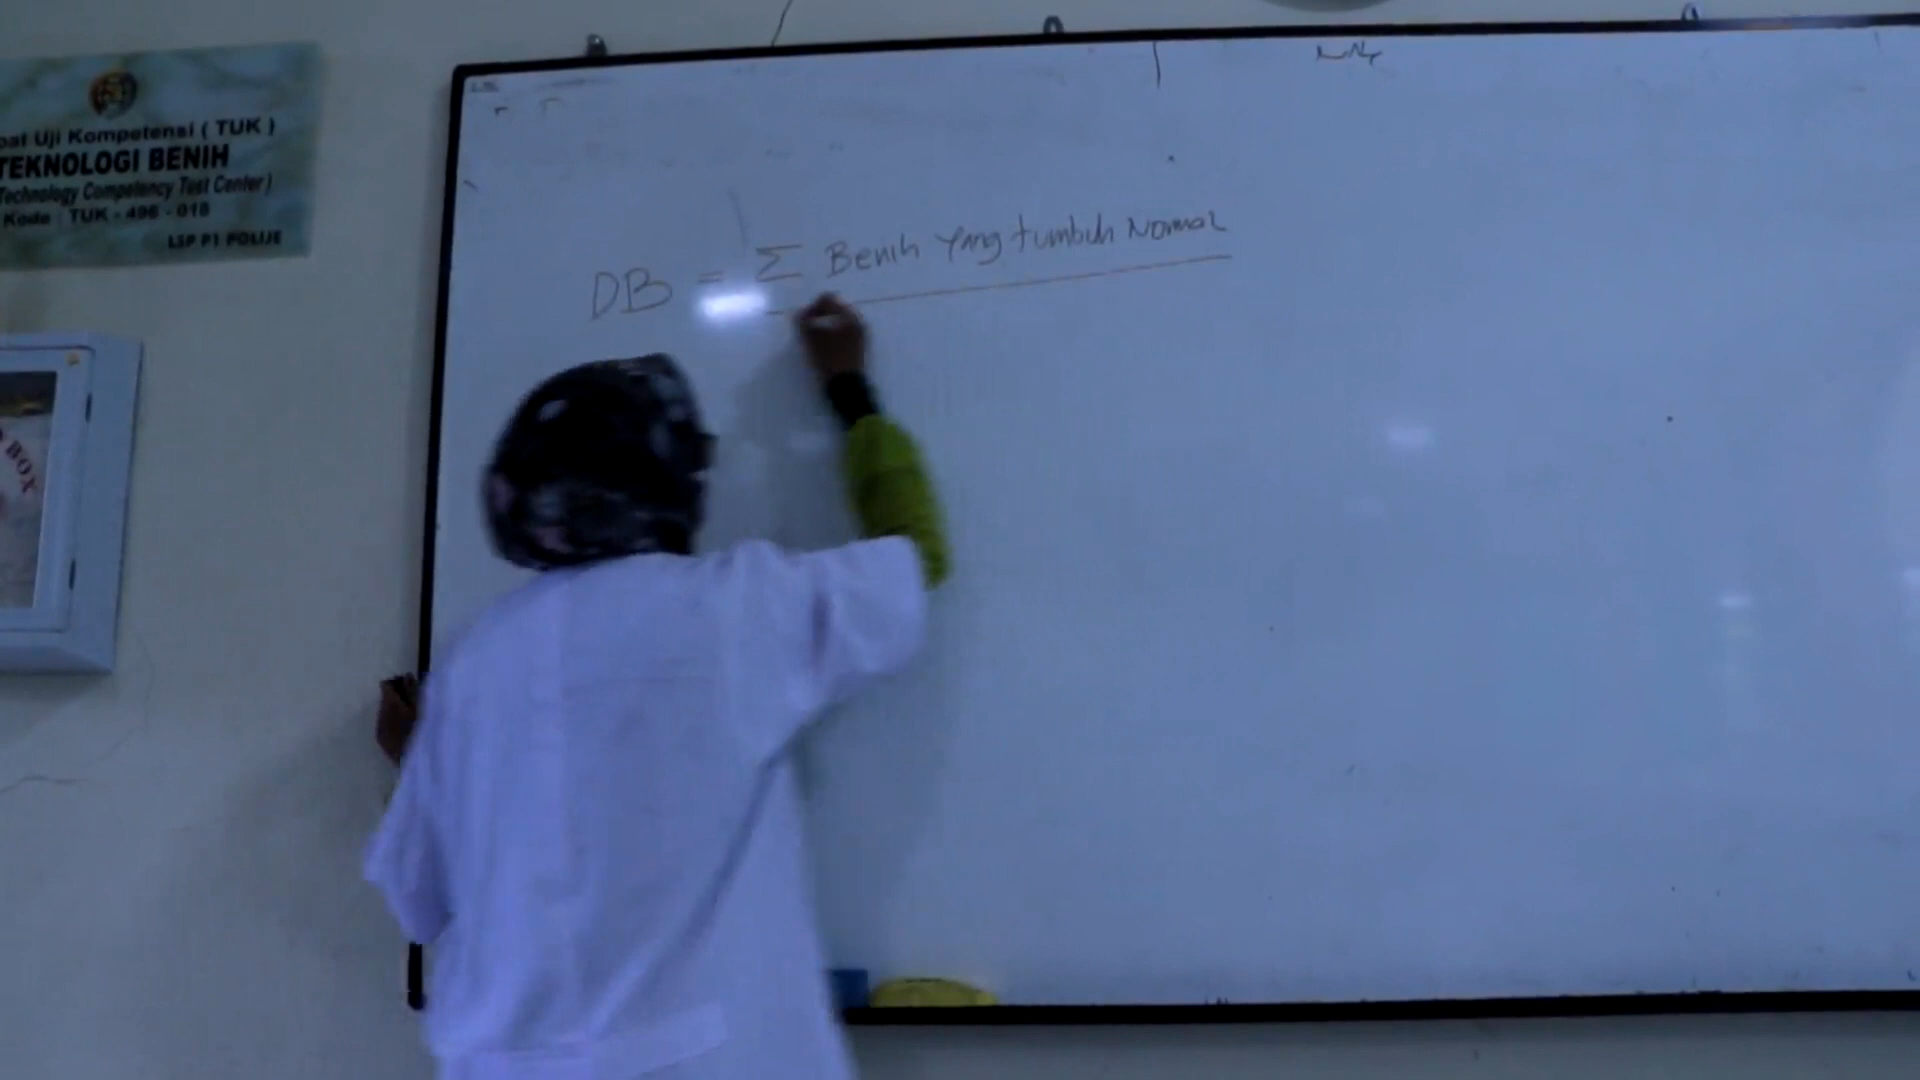 Uji Kompetensi ( TUK )
TEKNOLOGI BENIH
Technology Competency Test Center)
Kode : TUK - 496 - 018
LSP P1 POLIJE
BOX
DB = Σ Benih Yang tumbuh Normal